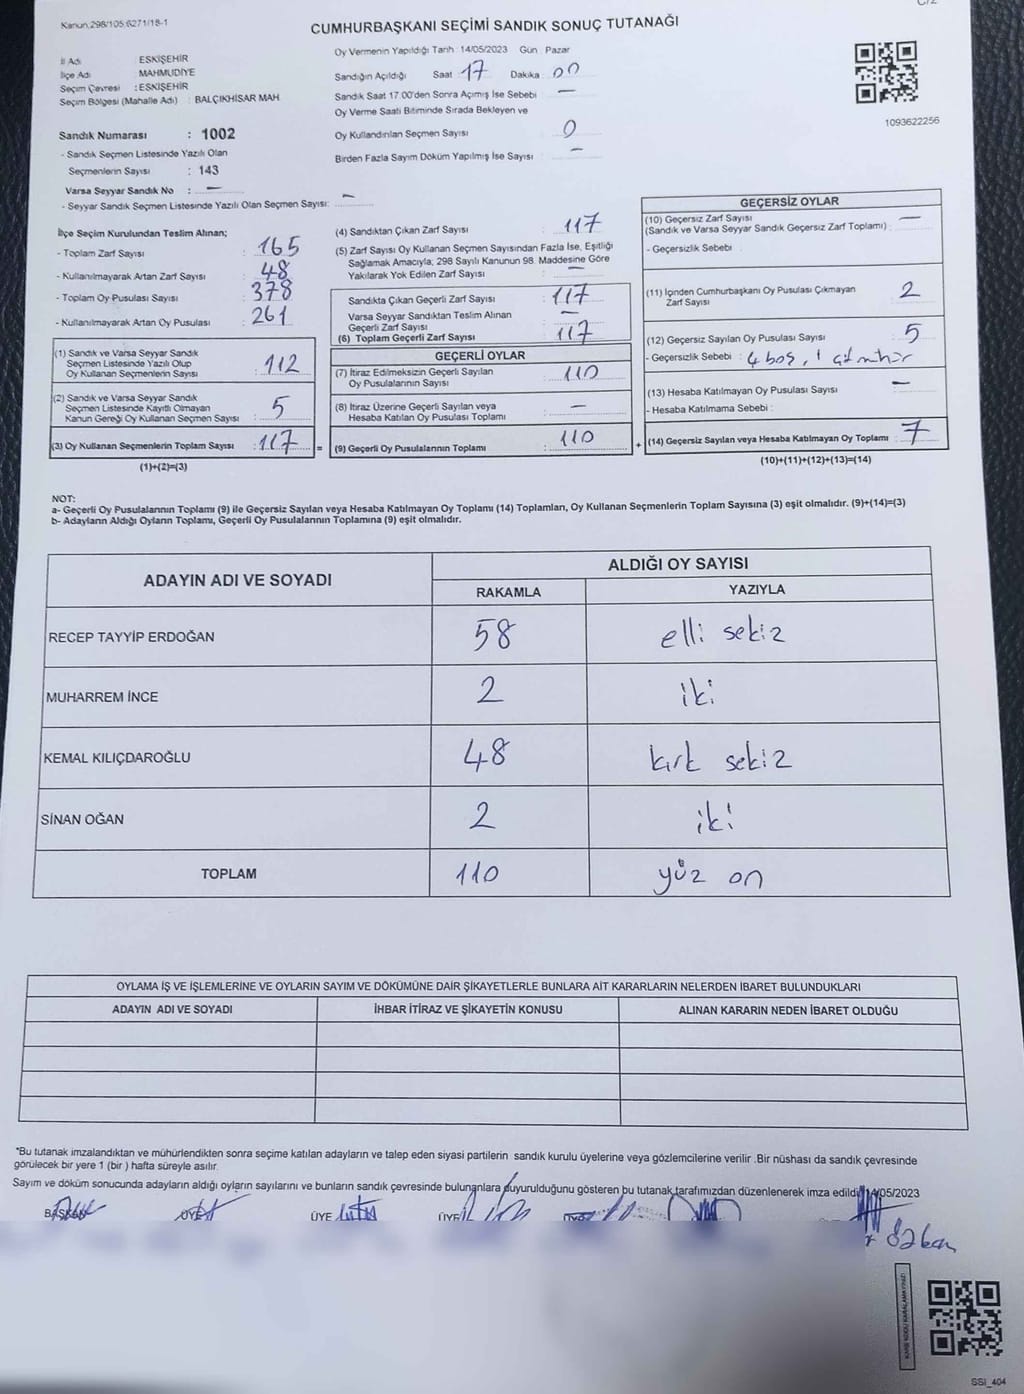 Kanun,298/105,6271/18-1
CUMHURBAŞKANI SEÇİMİ SANDIK SONUÇ TUTANAĞI
İl Adı ESKİŞEHİR
İlçe Adı MAHMUDİYE
Seçim Çevresi : ESKİŞEHİR
Seçim Bölgesi (Mahalle Adı) : BALÇIKHİSAR MAH
Sandık Numarası : 1002
- Sandık Seçmen Listesinde Yazılı Olan
Seçmenlerin Sayısı : 143
Varsa Seyyar Sandık No : —
- Seyyar Sandık Seçmen Listesinde Yazılı Olan Seçmen Sayısı: —
Oy Vermenin Yapıldığı Tarih : 14/05/2023 Gün : Pazar
Sandığın Açıldığı Saat : 17 Dakika : 00
Sandık Saat 17.00'den Sonra Açımış İse Sebebi : —
Oy Verme Saati Bitiminde Sırada Bekleyen ve
Oy Kullandırılan Seçmen Sayısı : 0
Birden Fazla Sayım Döküm Yapılmış İse Sayısı : —
1093622256
İlçe Seçim Kurulundan Teslim Alınan;
- Toplam Zarf Sayısı : 165
- Kullanılmayarak Artan Zarf Sayısı : 48
- Toplam Oy Pusulası Sayısı : 378
- Kullanılmayarak Artan Oy Pusulası : 261
(1) Sandık ve Varsa Seyyar Sandık
Seçmen Listesinde Yazılı Olup
Oy Kullanan Seçmenlerin Sayısı : 112
(2) Sandık ve Varsa Seyyar Sandık
Seçmen Listesinde Kayıtlı Olmayan
Kanun Gereği Oy Kullanan Seçmen Sayısı : 5
(3) Oy Kullanan Seçmenlerin Toplam Sayısı : 117 =
(1)+(2)=(3)
(4) Sandıktan Çıkan Zarf Sayısı : 117
(5) Zarf Sayısı Oy Kullanan Seçmen Sayısından Fazla İse, Eşitliği
Sağlamak Amacıyla; 298 Sayılı Kanunun 98. Maddesine Göre
Yakılarak Yok Edilen Zarf Sayısı : —
Sandıkta Çıkan Geçerli Zarf Sayısı : 117
Varsa Seyyar Sandıktan Teslim Alınan
Geçerli Zarf Sayısı : —
(6) Toplam Geçerli Zarf Sayısı : 117
GEÇERLİ OYLAR
(7) İtiraz Edilmeksizin Geçerli Sayılan
Oy Pusulalarının Sayısı : 110
(8) İtiraz Üzerine Geçerli Sayılan veya
Hesaba Katılan Oy Pusulası Toplamı : —
(9) Geçerli Oy Pusulalarının Toplamı : 110 +
GEÇERSİZ OYLAR
(10) Geçersiz Zarf Sayısı —
(Sandık ve Varsa Seyyar Sandık Geçersiz Zarf Toplamı) :
- Geçersizlik Sebebi :
(11) İçinden Cumhurbaşkanı Oy Pusulası Çıkmayan
Zarf Sayısı : 2
(12) Geçersiz Sayılan Oy Pusulası Sayısı : 5
- Geçersizlik Sebebi : 4 boş, 1 çift mühür
(13) Hesaba Katılmayan Oy Pusulası Sayısı : —
- Hesaba Katılmama Sebebi :
(14) Geçersiz Sayılan veya Hesaba Katılmayan Oy Toplamı : 7
(10)+(11)+(12)+(13)=(14)
NOT:
a- Geçerli Oy Pusulalarının Toplamı (9) ile Geçersiz Sayılan veya Hesaba Katılmayan Oy Toplamı (14) Toplamları, Oy Kullanan Seçmenlerin Toplam Sayısına (3) eşit olmalıdır. (9)+(14)=(3)
b- Adayların Aldığı Oyların Toplamı, Geçerli Oy Pusulalarının Toplamına (9) eşit olmalıdır.
ADAYIN ADI VE SOYADI ALDIĞI OY SAYISI
RAKAMLA YAZIYLA
RECEP TAYYİP ERDOĞAN 58 elli sekiz
MUHARREM İNCE 2 iki
KEMAL KILIÇDAROĞLU 48 kırk sekiz
SİNAN OĞAN 2 iki
TOPLAM 110 yüz on
OYLAMA İŞ VE İŞLEMLERİNE VE OYLARIN SAYIM VE DÖKÜMÜNE DAİR ŞİKAYETLERLE BUNLARA AİT KARARLARIN NELERDEN İBARET BULUNDUKLARI
ADAYIN ADI VE SOYADI İHBAR İTİRAZ VE ŞİKAYETİN KONUSU ALINAN KARARIN NEDEN İBARET OLDUĞU
*Bu tutanak imzalandıktan ve mühürlendikten sonra seçime katılan adayların ve talep eden siyasi partilerin sandık kurulu üyelerine veya gözlemcilerine verilir .Bir nüshası da sandık çevresinde
görülecek bir yere 1 (bir ) hafta süreyle asılır.
Sayım ve döküm sonucunda adayların aldığı oyların sayılarını ve bunların sandık çevresinde bulunanlara duyurulduğunu gösteren bu tutanak tarafımızdan düzenlenerek imza edildi. 14/05/2023
BAŞKAN ÜYE ÜYE ÜYE ÜYE
SSI_404